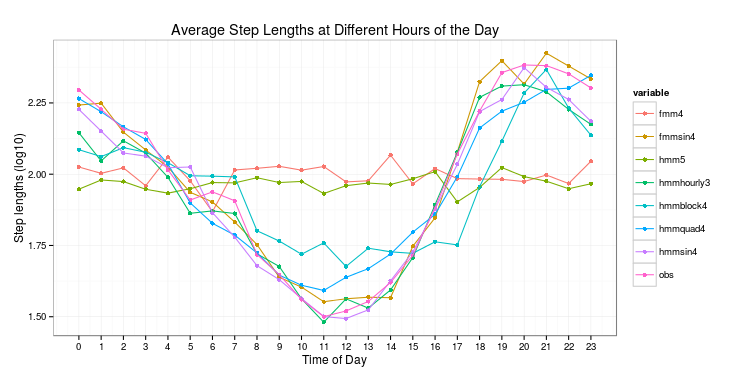 Average Step Lengths at Different Hours of the Day
Step lengths (log10)
2.25
2.00
1.75
1.50
0 1 2 3 4 5 6 7 8 9 10 11 12 13 14 15 16 17 18 19 20 21 22 23
Time of Day
variable
fmm4
fmmsin4
hmm5
hmmhourly3
hmmblock4
hmmquad4
hmmsin4
obs